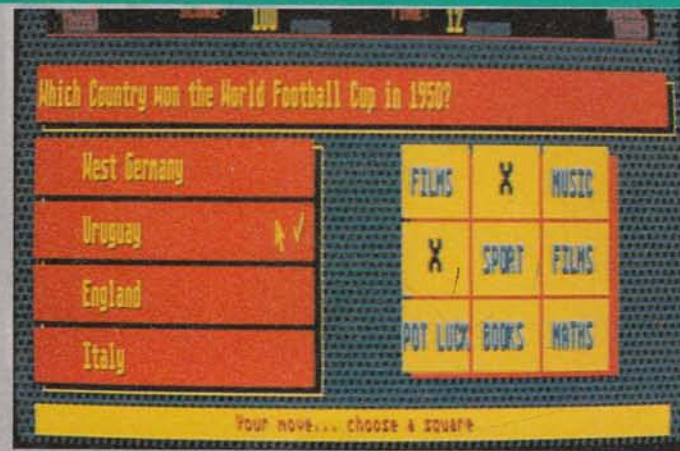 SCORE: 100 TIME: 12
Which Country won the World Football Cup in 1950?
West Germany
Uruguay
England
Italy
FILMS X MUSIC
X SPORT FILMS
POT LUCK BOOKS MATHS
Your move... choose a square